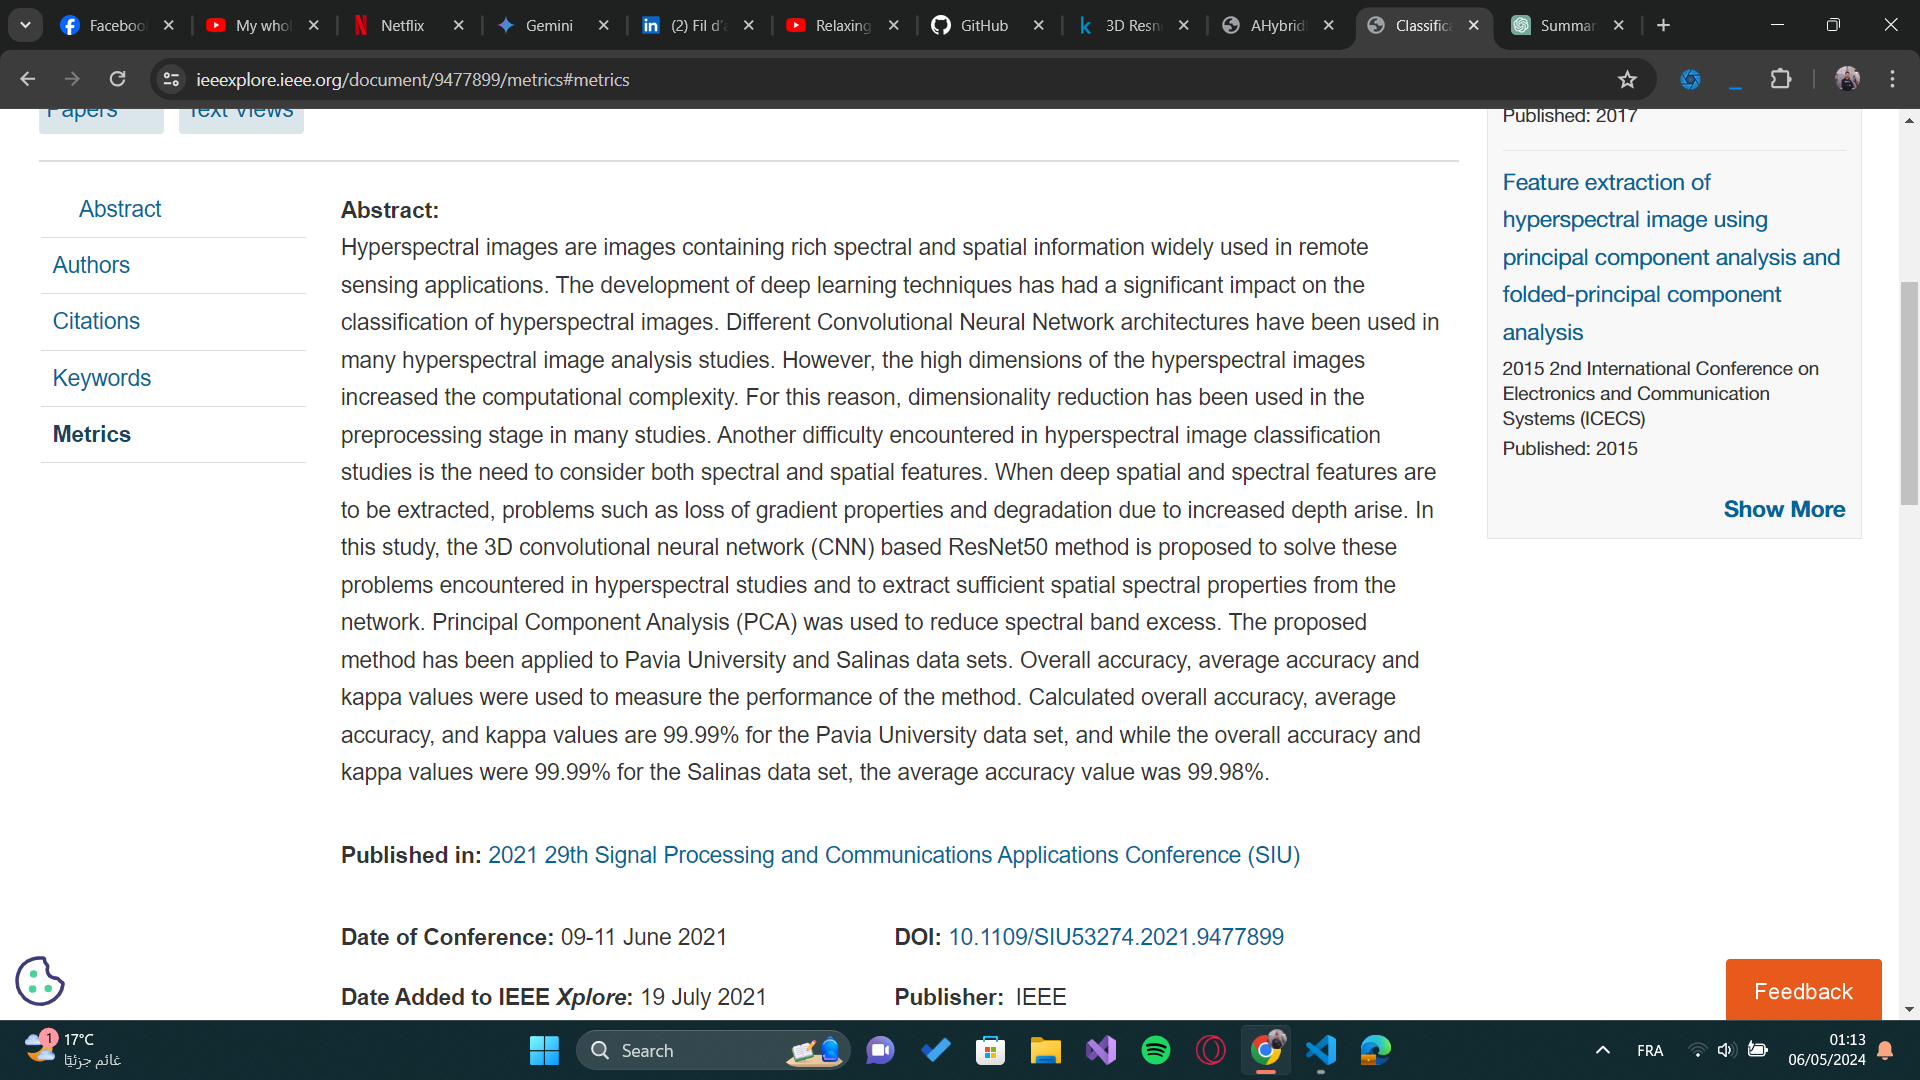 Facebook
My whol
Netflix
Gemini
(2) Fil d'a
Relaxing
GitHub
3D Resn
AHybridI
Classifica
Summar
ieeexplore.ieee.org/document/9477899/metrics#metrics
Papers
Text Views
Abstract
Authors
Citations
Keywords
Metrics
Abstract:
Hyperspectral images are images containing rich spectral and spatial information widely used in remote
sensing applications. The development of deep learning techniques has had a significant impact on the
classification of hyperspectral images. Different Convolutional Neural Network architectures have been used in
many hyperspectral image analysis studies. However, the high dimensions of the hyperspectral images
increased the computational complexity. For this reason, dimensionality reduction has been used in the
preprocessing stage in many studies. Another difficulty encountered in hyperspectral image classification
studies is the need to consider both spectral and spatial features. When deep spatial and spectral features are
to be extracted, problems such as loss of gradient properties and degradation due to increased depth arise. In
this study, the 3D convolutional neural network (CNN) based ResNet50 method is proposed to solve these
problems encountered in hyperspectral studies and to extract sufficient spatial spectral properties from the
network. Principal Component Analysis (PCA) was used to reduce spectral band excess. The proposed
method has been applied to Pavia University and Salinas data sets. Overall accuracy, average accuracy and
kappa values were used to measure the performance of the method. Calculated overall accuracy, average
accuracy, and kappa values are 99.99% for the Pavia University data set, and while the overall accuracy and
kappa values were 99.99% for the Salinas data set, the average accuracy value was 99.98%.
Published in: 2021 29th Signal Processing and Communications Applications Conference (SIU)
Date of Conference: 09-11 June 2021
DOI: 10.1109/SIU53274.2021.9477899
Date Added to IEEE Xplore: 19 July 2021
Publisher: IEEE
Published: 2017
Feature extraction of
hyperspectral image using
principal component analysis and
folded-principal component
analysis
2015 2nd International Conference on
Electronics and Communication
Systems (ICECS)
Published: 2015
Show More
Feedback
1
17°C
غائم جزئيًا
Search
FRA
01:13
06/05/2024